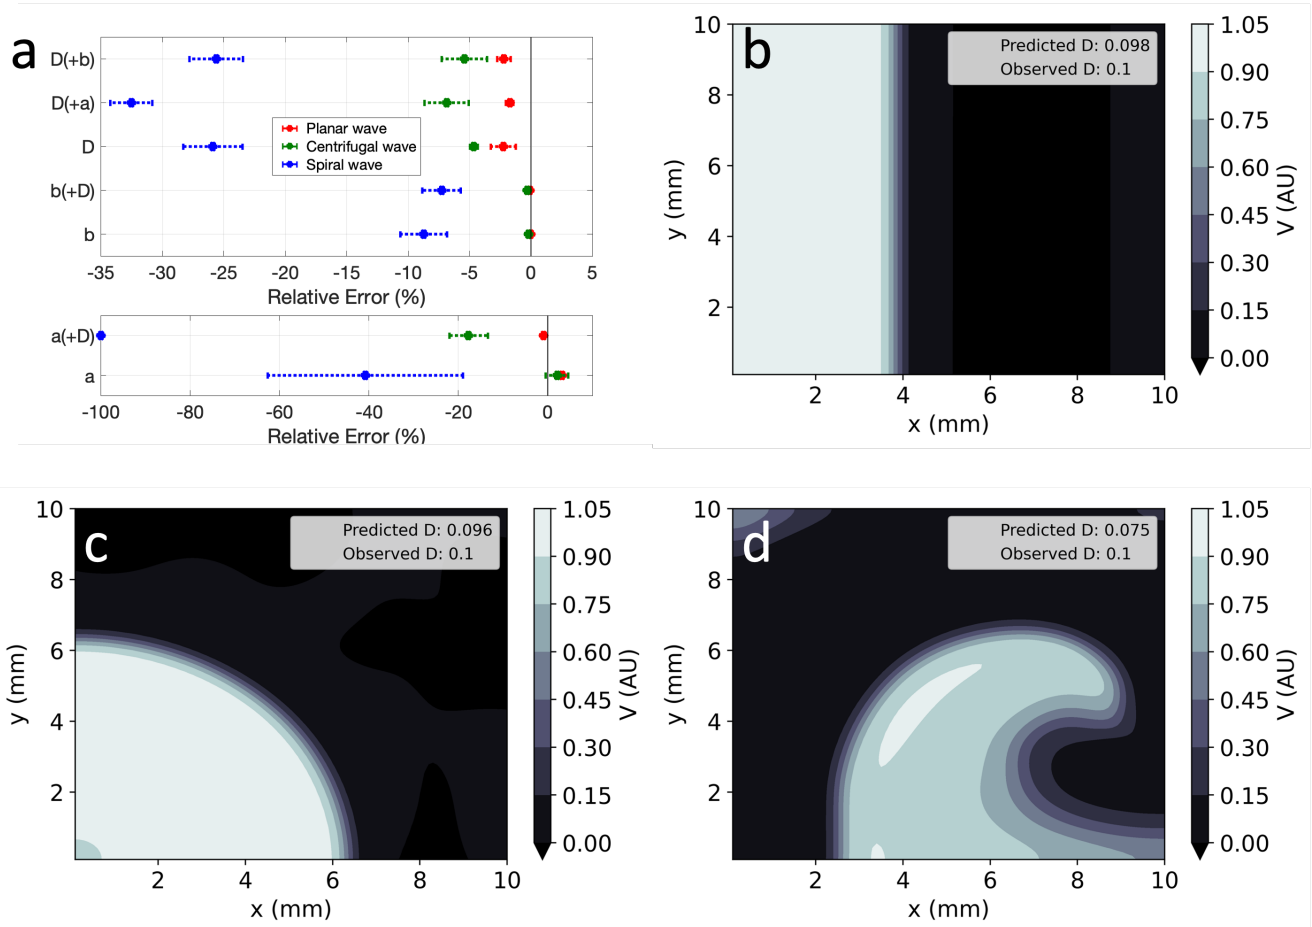 a
D(+b)
D(+a)
D
b(+D)
b
Planar wave
Centrifugal wave
Spiral wave
-35 -30 -25 -20 -15 -10 -5 0 5
Relative Error (%)
a(+D)
a
-100 -80 -60 -40 -20 0
Relative Error (%)
b
Predicted D: 0.098
Observed D: 0.1
10
8
6
4
2
y (mm)
2 4 6 8 10
x (mm)
1.05
0.90
0.75
0.60
0.45
0.30
0.15
0.00
V (AU)
c
Predicted D: 0.096
Observed D: 0.1
10
8
6
4
2
y (mm)
2 4 6 8 10
x (mm)
1.05
0.90
0.75
0.60
0.45
0.30
0.15
0.00
V (AU)
d
Predicted D: 0.075
Observed D: 0.1
10
8
6
4
2
y (mm)
2 4 6 8 10
x (mm)
1.05
0.90
0.75
0.60
0.45
0.30
0.15
0.00
V (AU)